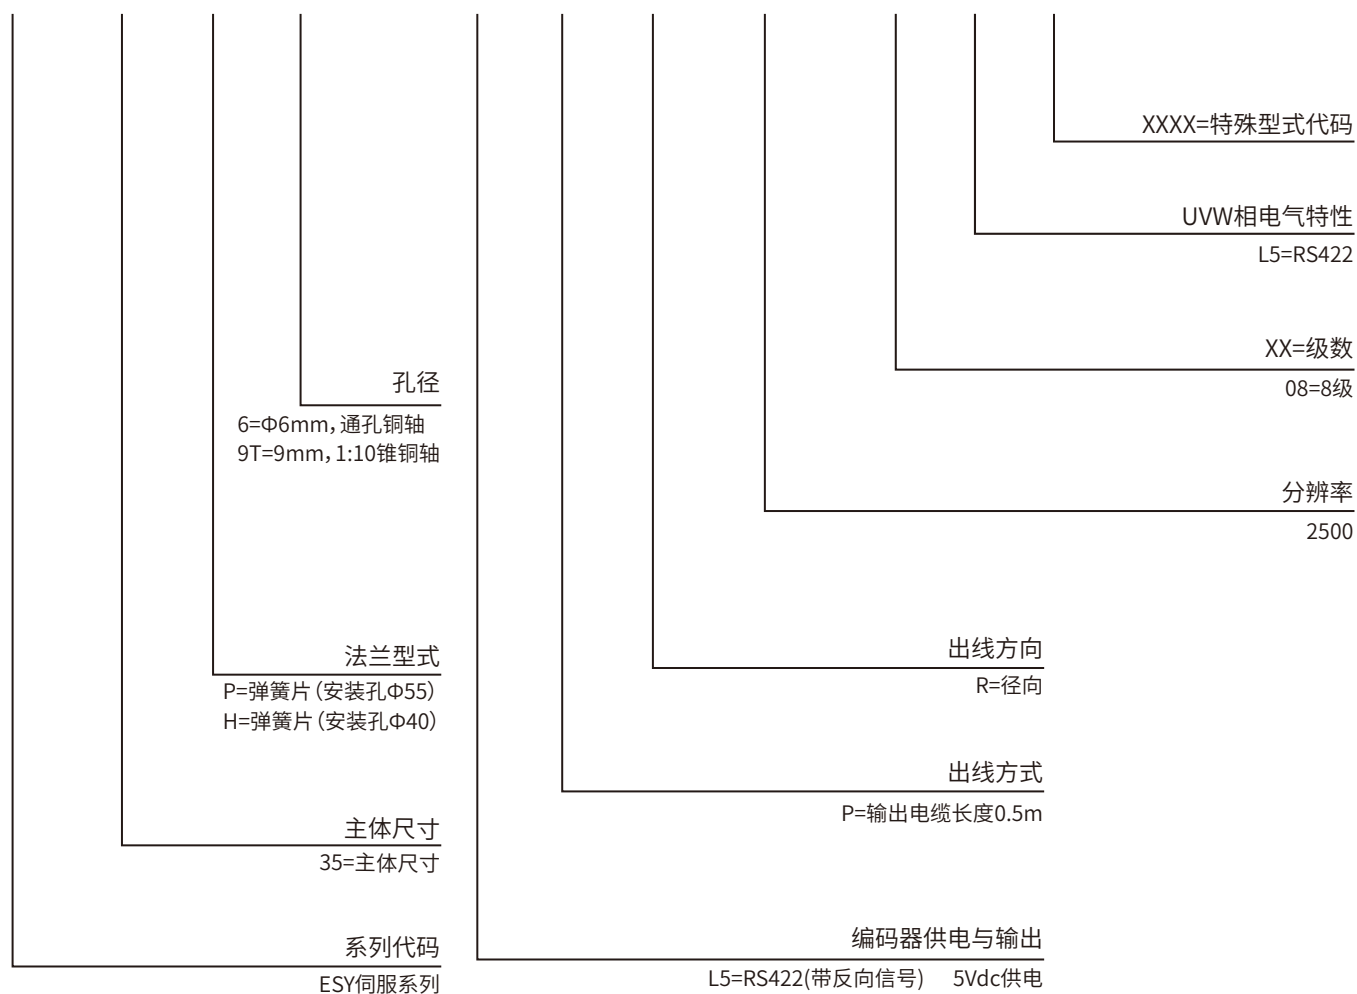 XXXX=特殊型式代码
UVW相电气特性
L5=RS422
XX=级数
08=8级
孔径
6=Φ6mm，通孔铜轴
9T=9mm，1:10锥铜轴
分辨率
2500
出线方向
R=径向
法兰型式
P=弹簧片（安装孔Φ55）
H=弹簧片（安装孔Φ40）
出线方式
P=输出电缆长度0.5m
主体尺寸
35=主体尺寸
编码器供电与输出
L5=RS422(带反向信号) 5Vdc供电
系列代码
ESY伺服系列